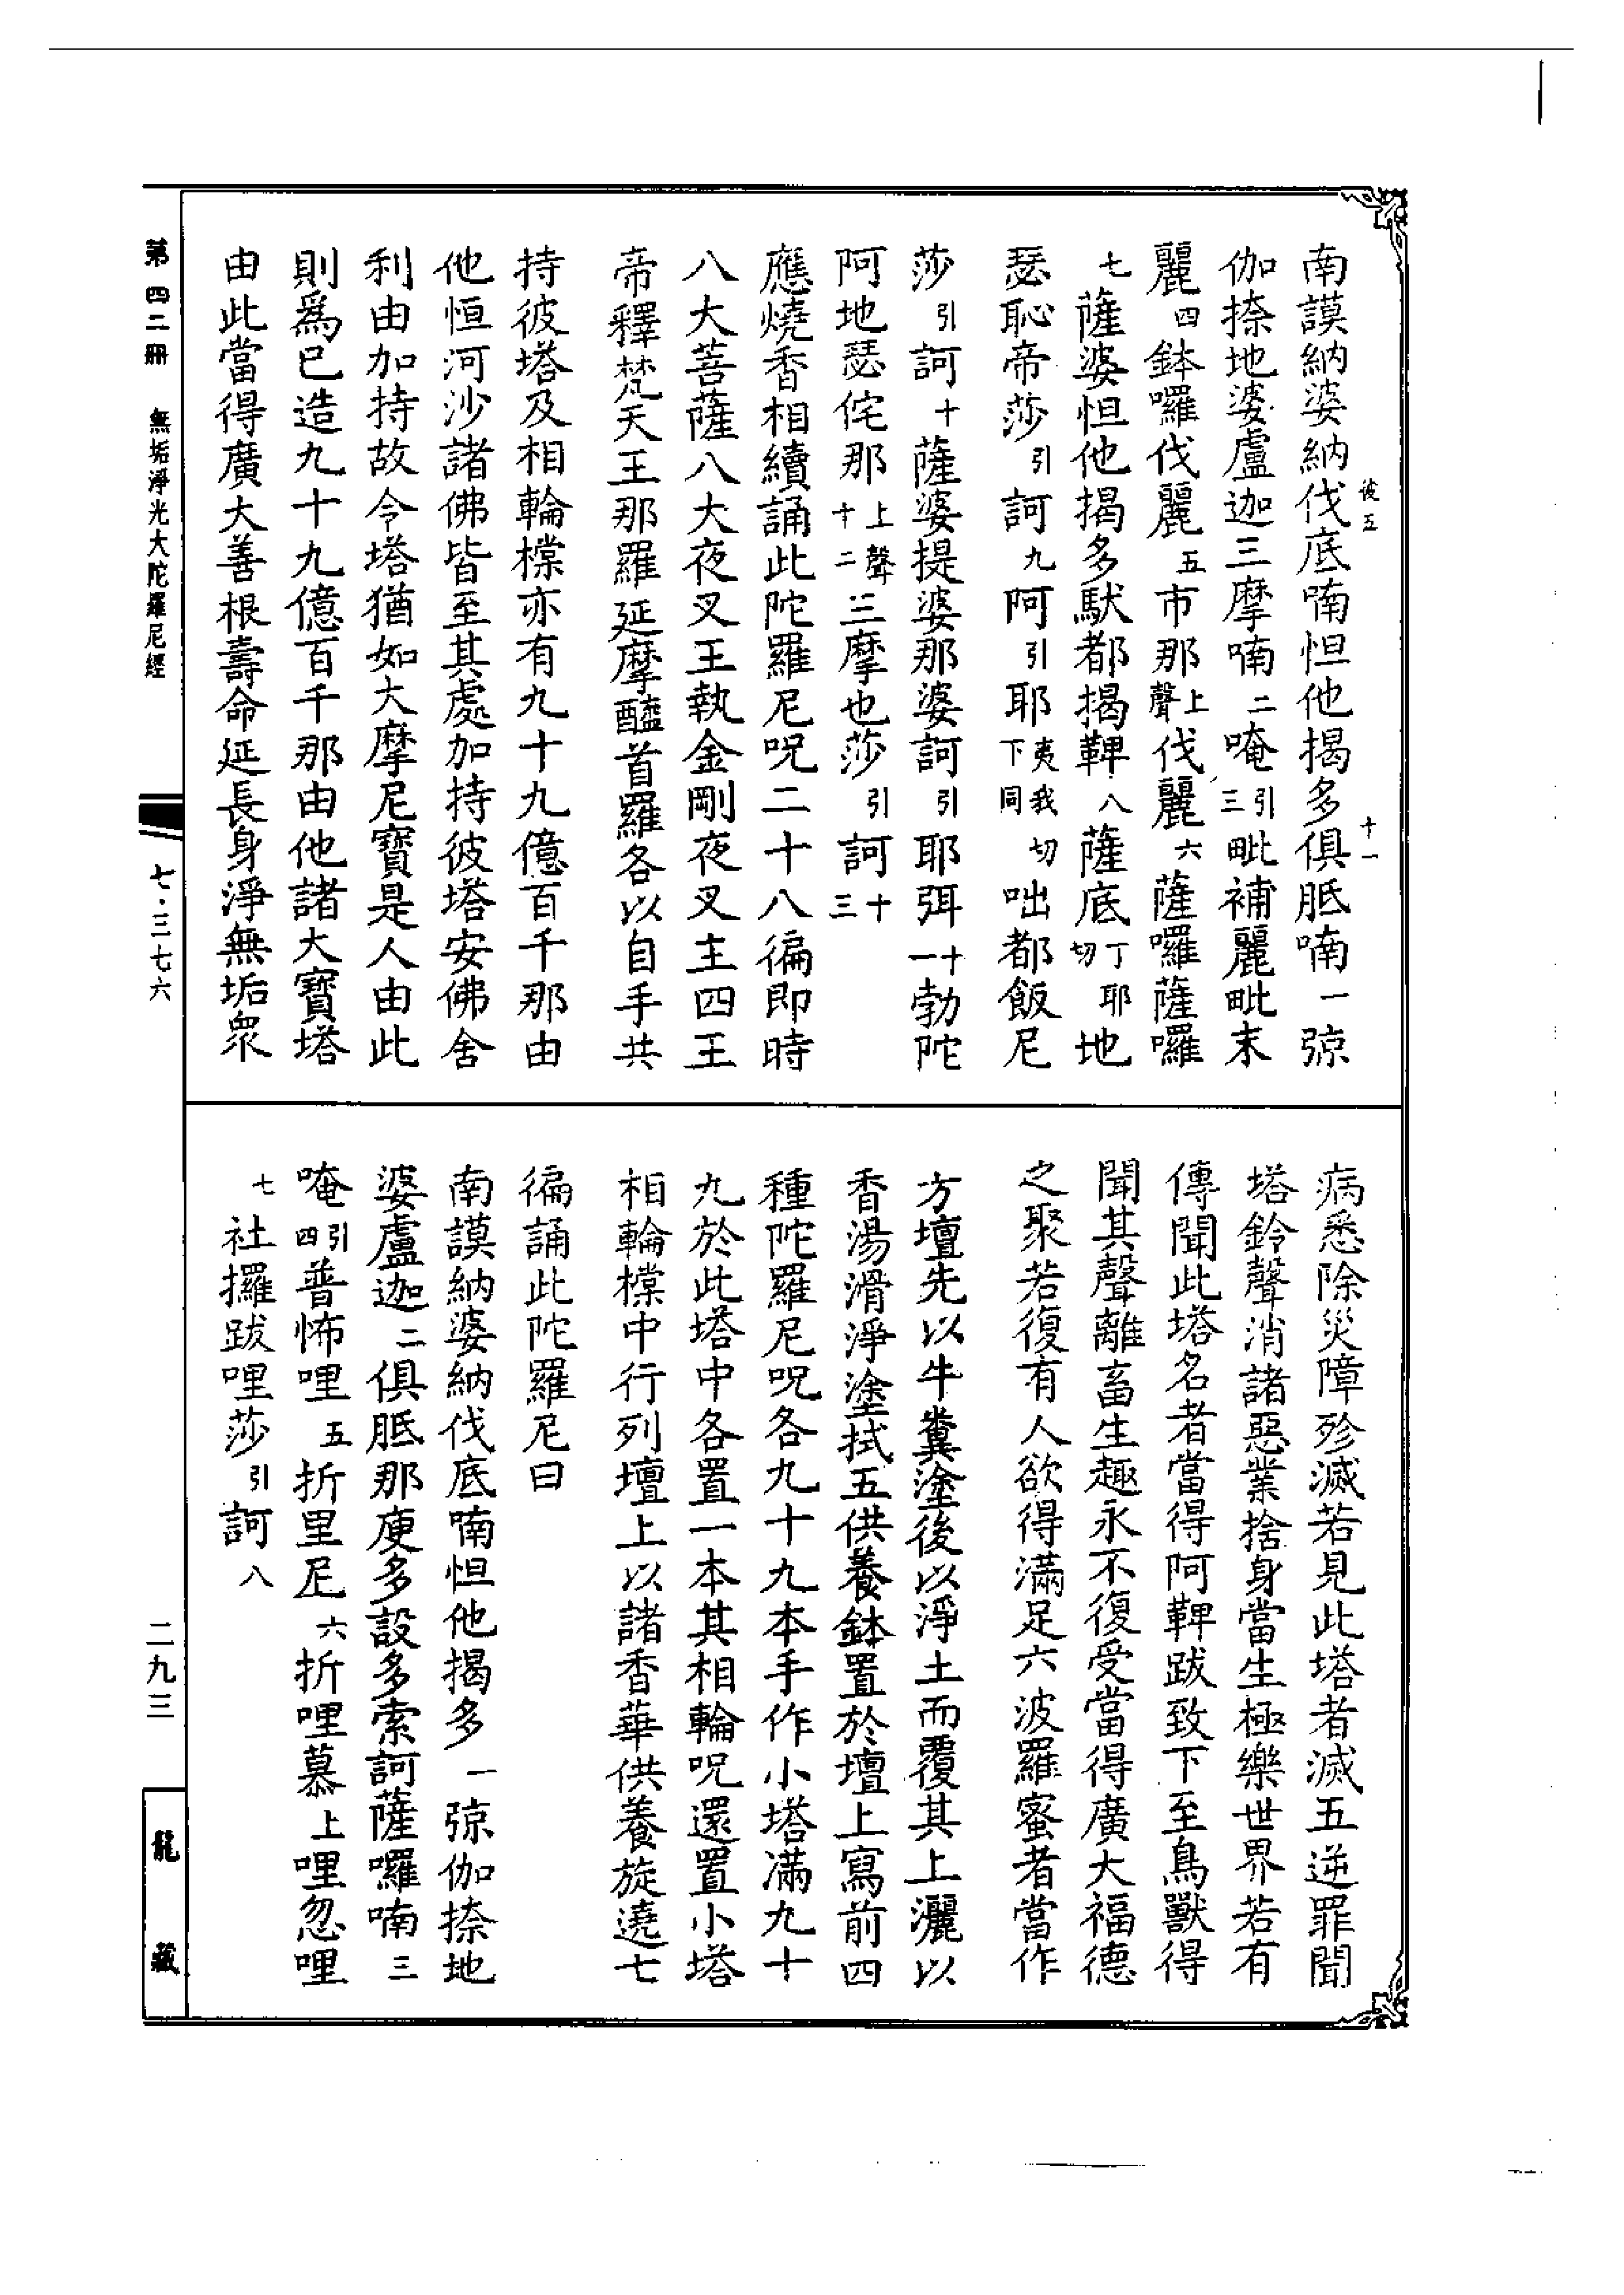 彼五 十一
南謨納婆納伐底喃怛他揭多俱胝喃一弶
伽捺地婆盧迦三摩喃二唵引三毗補麗毗末
麗四鉢囉伐麗五市那上聲伐麗六薩囉薩囉
七薩婆怛他揭多馱都揭鞞八薩底丁耶切地
瑟恥帝莎引訶九阿引耶夷我切下同咄都飯尼
莎引訶十薩婆提婆那婆訶引耶弭十一勃陀
阿地瑟侘那上聲十二三摩也莎引訶十三
應燒香相續誦此陀羅尼呪二十八徧即時
八大菩薩八大夜叉王執金剛夜叉主四王
帝釋梵天王那羅延摩醯首羅各以自手共
持彼塔及相輪樘亦有九十九億百千那由
他恒河沙諸佛皆至其處加持彼塔安佛舍
利由加持故令塔猶如大摩尼寶是人由此
則爲已造九十九億百千那由他諸大寶塔
由此當得廣大善根壽命延長身淨無垢眾
病悉除災障殄滅若見此塔者滅五逆罪聞
塔鈴聲消諸惡業捨身當生極樂世界若有
傳聞此塔名者當得阿鞞跋致下至鳥獸得
聞其聲離畜生趣永不復受當得廣大福德
之聚若復有人欲得滿足六波羅蜜者當作
方壇先以牛糞塗後以淨土而覆其上灑以
香湯滑淨塗拭五供養鉢置於壇上寫前四
種陀羅尼呪各九十九本手作小塔滿九十
九於此塔中各置一本其相輪呪還置小塔
相輪樘中行列壇上以諸香華供養旋遶七
徧誦此陀羅尼曰
南謨納婆納伐底喃怛他揭多一弶伽捺地
婆盧迦二俱胝那庾多設多索訶薩囉喃三
唵引四普怖哩五折里尼六折哩慕上哩忽哩
七社攞跋哩莎引訶八
第四二冊 無垢淨光大陀羅尼經
七·三七六
二九三
龍藏